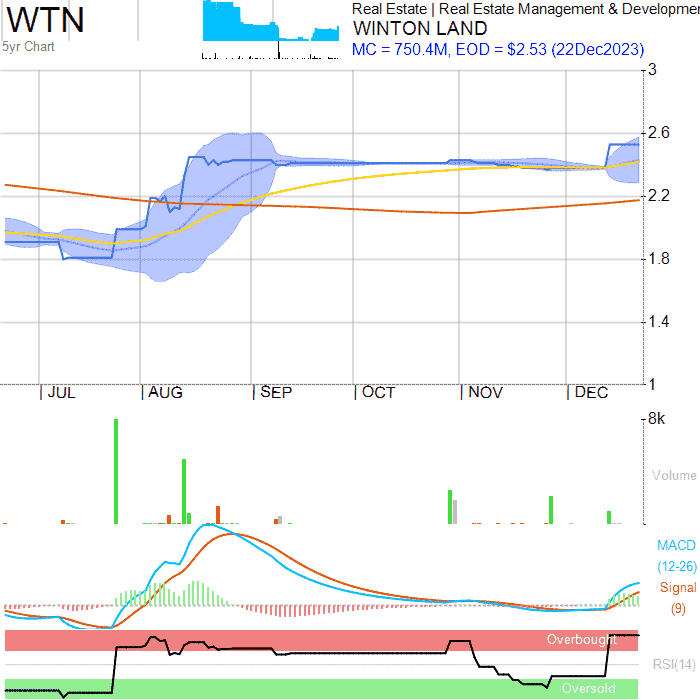 WTN
5yr Chart
Real Estate | Real Estate Management & Developmen
WINTON LAND
MC = 750.4M, EOD = $2.53 (22Dec2023)
3
2.6
2.2
1.8
1.4
1
JUL AUG SEP OCT NOV DEC
8k
Volume
MACD
(12-26)
Signal
(9)
Overbought
RSI(14)
Oversold